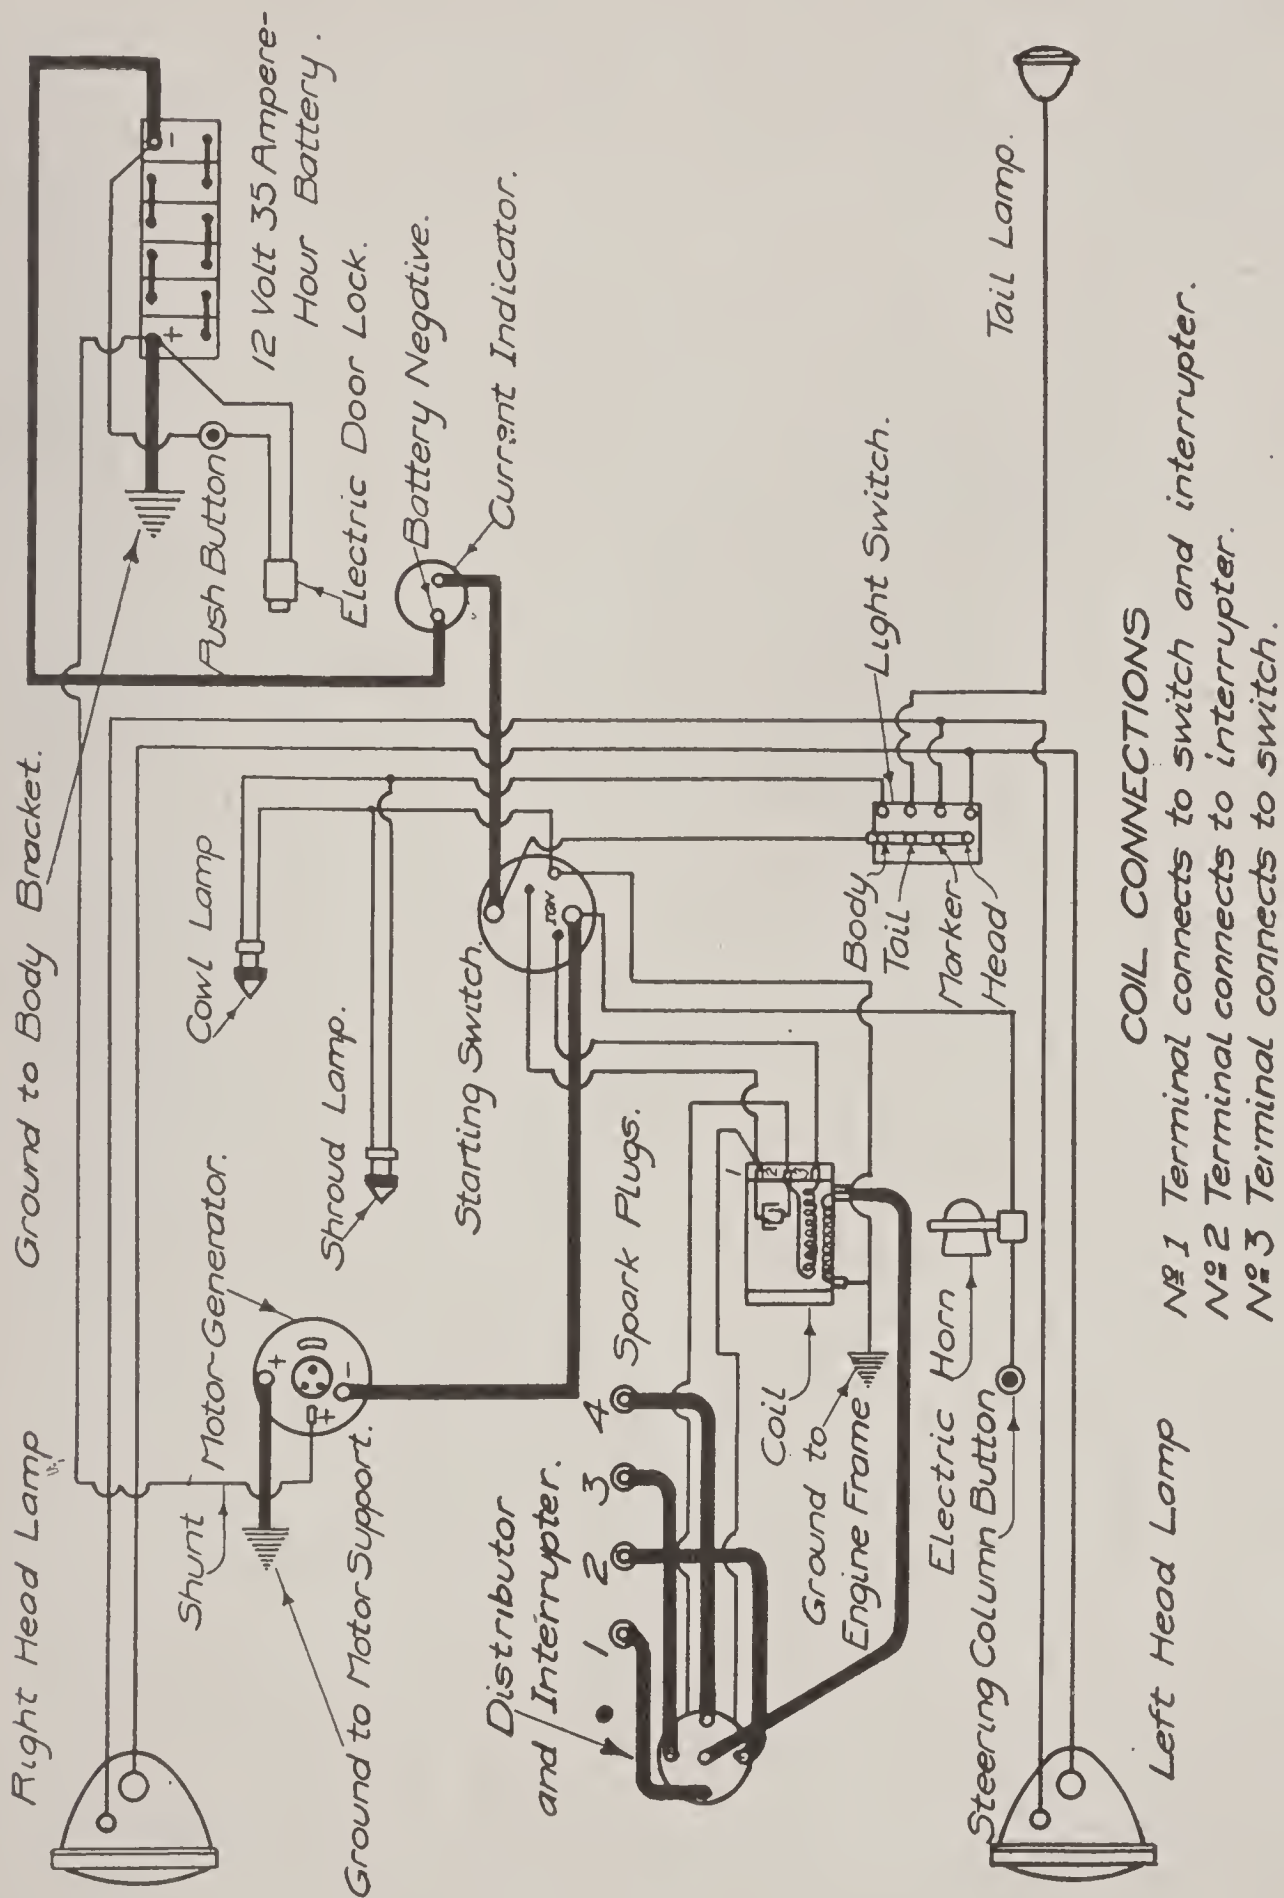 Right Head Lamp
Ground to Body Bracket.
Shunt
Motor-Generator.
Cowl Lamp
Push Button
12 Volt 35 Ampere-
Hour Battery.
+
-
Electric Door Lock.
Ground to Motor Support.
+
-
+
Shroud Lamp.
Battery Negative.
Current Indicator.
Starting Switch.
Distributor
and Interrupter.
1
2
3
4
Spark Plugs.
1
2
3
Coil
Ground to
Engine Frame
Light Switch.
Body
Tail
Marker
Head
Electric Horn
Steering Column Button
Tail Lamp.
Left Head Lamp
COIL CONNECTIONS
No 1 Terminal connects to switch and interrupter.
No 2 Terminal connects to interrupter.
No 3 Terminal connects to switch.